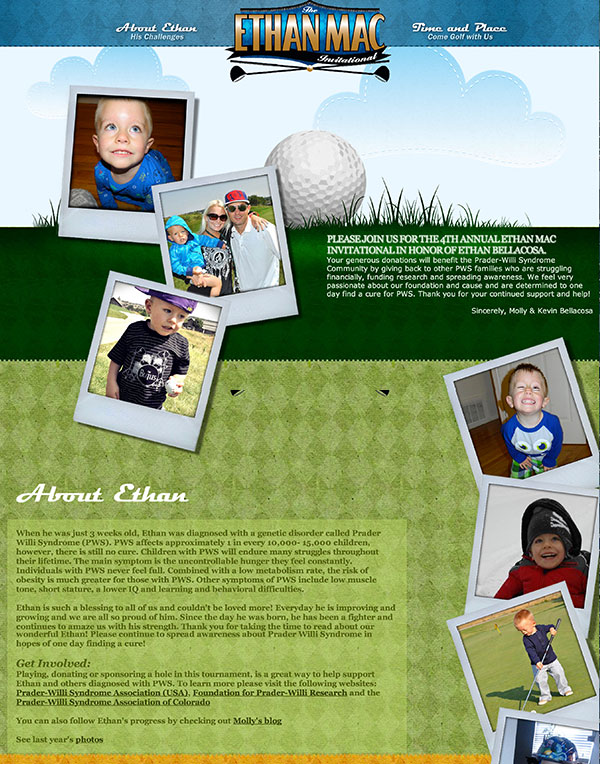 About Ethan
His Challenges
The
ETHAN MAC
Invitational
Time and Place
Come Golf with Us
PLEASE JOIN US FOR THE 4TH ANNUAL ETHAN MAC
INVITATIONAL IN HONOR OF ETHAN BELLACOSA.
Your generous donations will benefit the Prader-Willi Syndrome
Community by giving back to other PWS families who are struggling
financially, funding research and spreading awareness. We feel very
passionate about our foundation and cause and are determined to one
day find a cure for PWS. Thank you for your continued support and help!
Sincerely, Molly & Kevin Bellacosa
About Ethan
When he was just 3 weeks old, Ethan was diagnosed with a genetic disorder called Prader
Willi Syndrome (PWS). PWS affects approximately 1 in every 10,000- 15,000 children,
however, there is still no cure. Children with PWS will endure many struggles throughout
their lifetime. The main symptom is the uncontrollable hunger they feel constantly.
Individuals with PWS never feel full. Combined with a low metabolism rate, the risk of
obesity is much greater for those with PWS. Other symptoms of PWS include low muscle
tone, short stature, a lower IQ and learning and behavioral difficulties.
Ethan is such a blessing to all of us and couldn't be loved more! Everyday he is improving and
growing and we are all so proud of him. Since the day he was born, he has been a fighter and
continues to amaze us with his strength. Thank you for taking the time to read about our
wonderful Ethan! Please continue to spread awareness about Prader Willi Syndrome in
hopes of one day finding a cure!
Get Involved:
Playing, donating or sponsoring a hole in this tournament, is a great way to help support
Ethan and others diagnosed with PWS. To learn more please visit the following websites:
Prader-Willi Syndrome Association (USA), Foundation for Prader-Willi Research and the
Prader-Willi Syndrome Association of Colorado
You can also follow Ethan's progress by checking out Molly's blog
See last year's photos